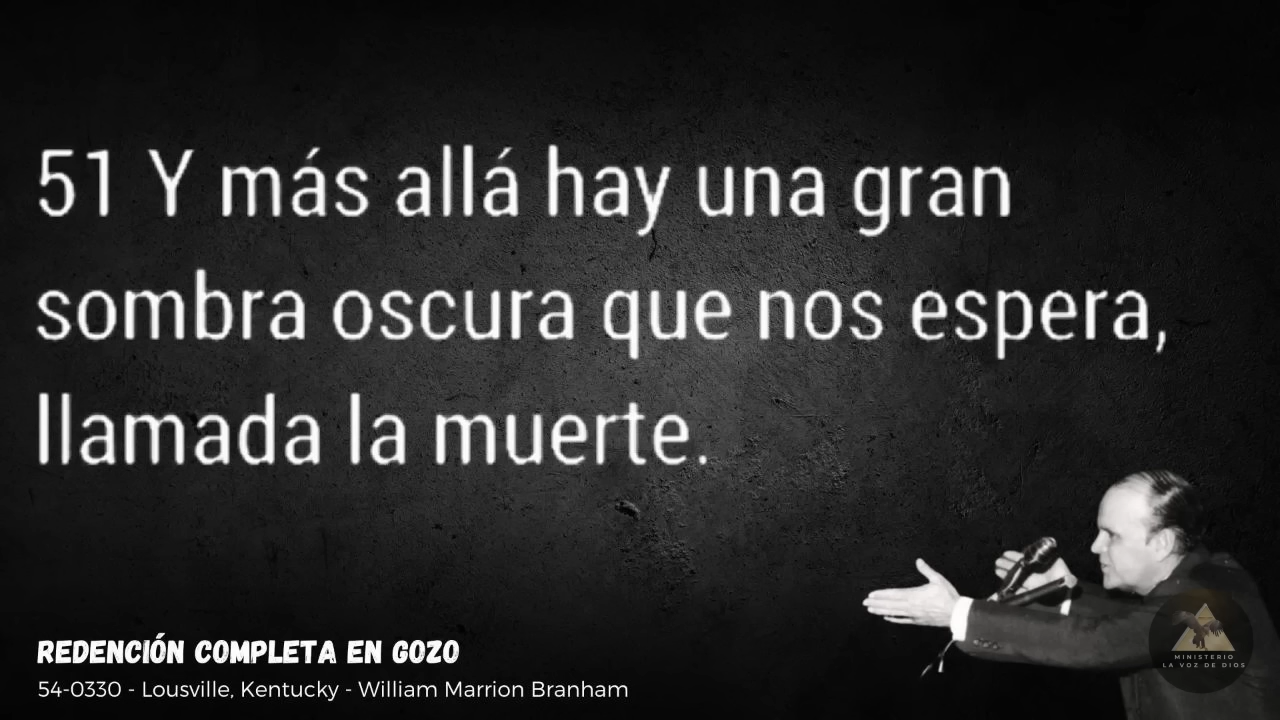 51 Y más allá hay una gran
sombra oscura que nos espera,
llamada la muerte.
REDENCIÓN COMPLETA EN GOZO
54-0330 - Lousville, Kentucky - William Marrion Branham
MINISTERIO
LA VOZ DE DIOS